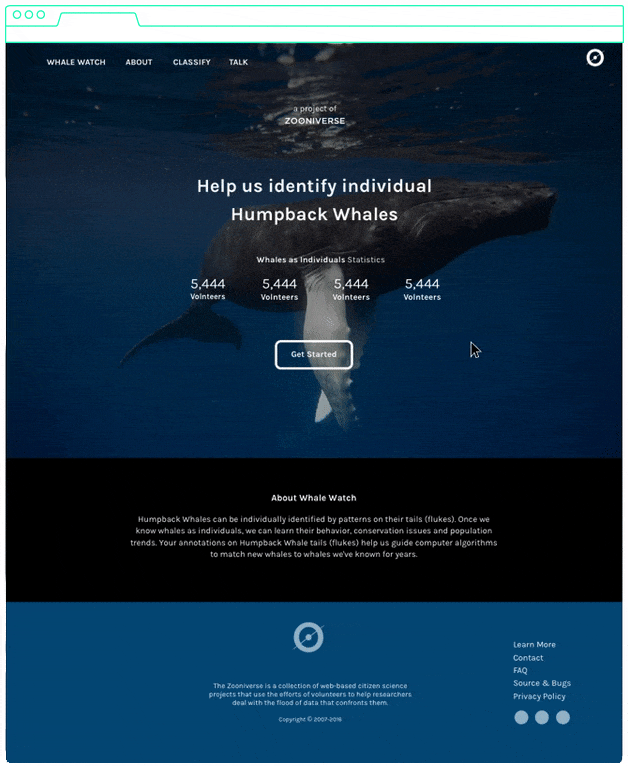 WHALE WATCH ABOUT CLASSIFY TALK
a project of
ZOONIVERSE
Help us identify individual
Humpback Whales
Whales as Individuals Statistics
5,444 5,444 5,444 5,444
Volnteers Volnteers Volnteers Volnteers
Get Started
About Whale Watch
Humpback Whales can be individually identified by patterns on their tails (flukes). Once we
know whales as individuals, we can learn their behavior, conservation issues and population
trends. Your annotations on Humpback Whale tails (flukes) help us guide computer algorithms
to match new whales to whales we've known for years.
The Zooniverse is a collection of web-based citizen science
projects that use the efforts of volunteers to help researchers
deal with the flood of data that confronts them.
Copyright © 2007-2016
Learn More
Contact
FAQ
Source & Bugs
Privacy Policy